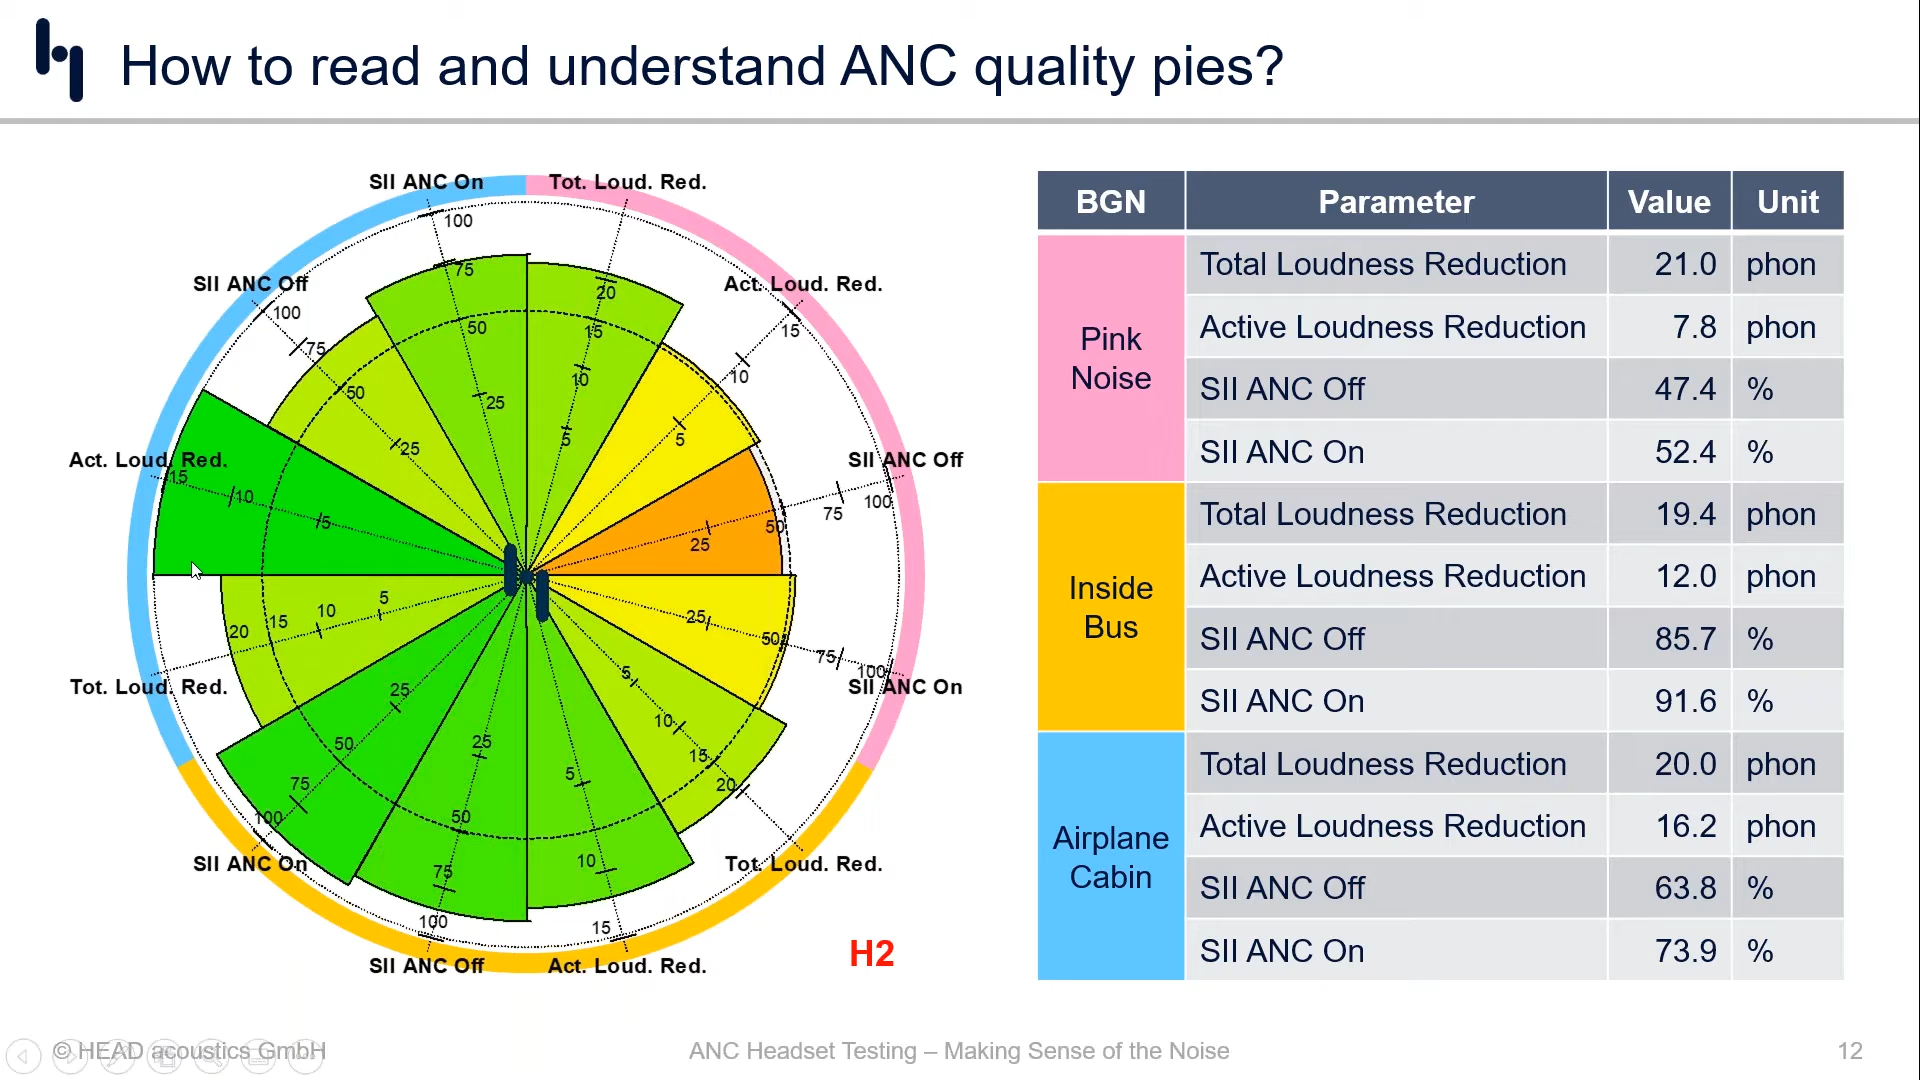 How to read and understand ANC quality pies?
SII ANC On
Tot. Loud. Red.
100
75
50
25
20
15
10
5
SII ANC Off
100
75
50
25
Act. Loud. Red.
15
10
5
Act. Loud. Red.
15
10
5
SII ANC Off
25
50
75
100
Tot. Loud. Red.
20
15
10
5
SII ANC On
25
50
75
100
SII ANC On
25
50
75
100
Tot. Loud. Red.
5
10
15
20
SII ANC Off
25
50
75
100
Act. Loud. Red.
5
10
15
H2
BGN Parameter Value Unit
Pink
Noise
Total Loudness Reduction 21.0 phon
Active Loudness Reduction 7.8 phon
SII ANC Off 47.4 %
SII ANC On 52.4 %
Inside
Bus
Total Loudness Reduction 19.4 phon
Active Loudness Reduction 12.0 phon
SII ANC Off 85.7 %
SII ANC On 91.6 %
Airplane
Cabin
Total Loudness Reduction 20.0 phon
Active Loudness Reduction 16.2 phon
SII ANC Off 63.8 %
SII ANC On 73.9 %
© HEAD acoustics GmbH
ANC Headset Testing – Making Sense of the Noise
12